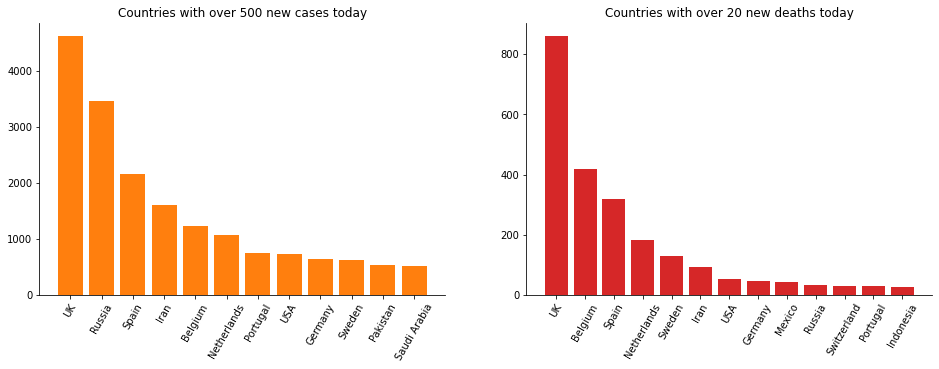 Countries with over 500 new cases today
4000
3000
2000
1000
0
UK
Russia
Spain
Iran
Belgium
Netherlands
Portugal
USA
Germany
Sweden
Pakistan
Saudi Arabia
Countries with over 20 new deaths today
800
600
400
200
0
UK
Belgium
Spain
Netherlands
Sweden
Iran
USA
Germany
Mexico
Russia
Switzerland
Portugal
Indonesia